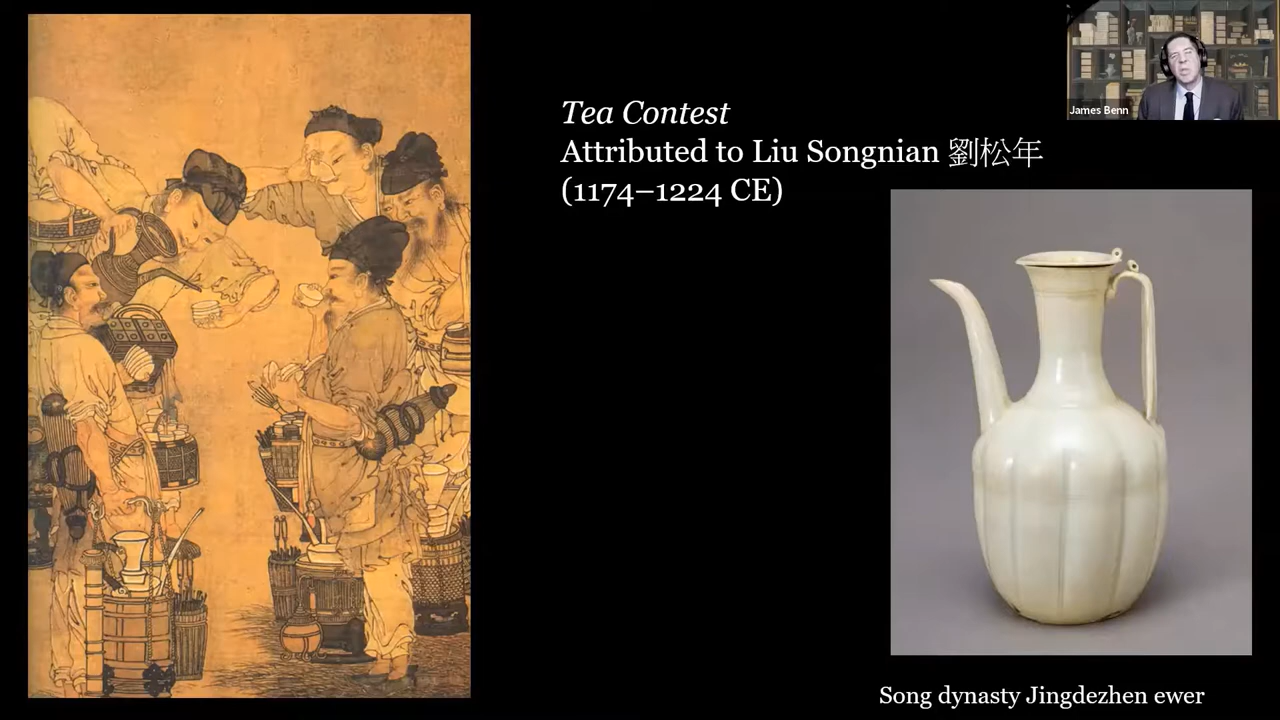 Tea Contest
Attributed to Liu Songnian 劉松年
(1174–1224 CE)
James Benn
Song dynasty Jingdezhen ewer